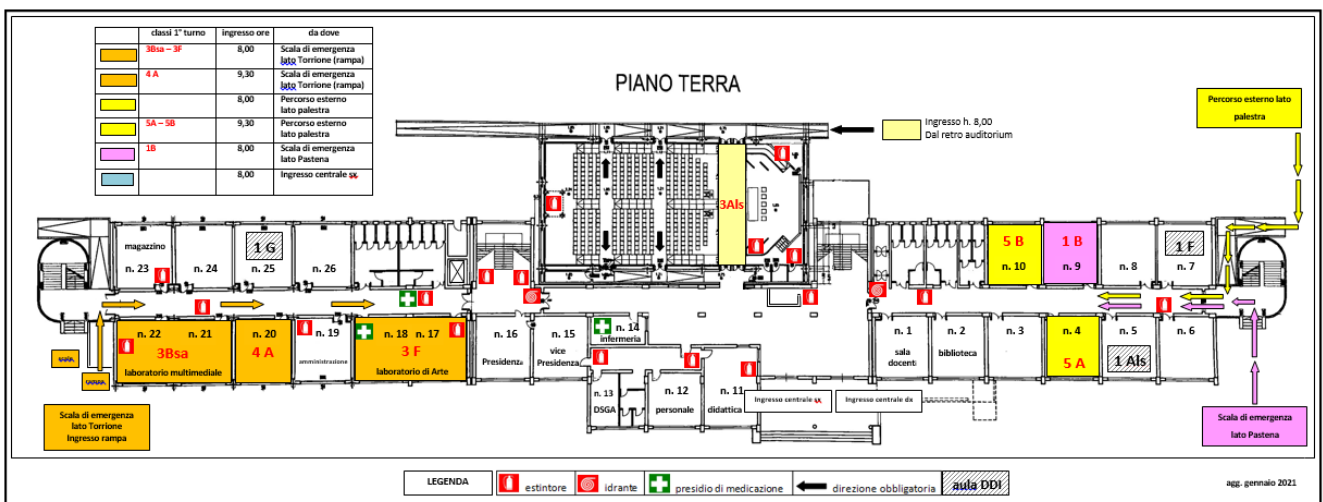 classi 1° turno ingresso ore da dove
3Bsa – 3F 8,00 Scala di emergenza
lato Torrione (rampa)
4 A 9,30 Scala di emergenza
lato Torrione (rampa)
8,00 Percorso esterno
lato palestra
5A – 5B 9,30 Percorso esterno
lato palestra
1B 8,00 Scala di emergenza
lato Pastena
8,00 Ingresso centrale sx
PIANO TERRA
Ingresso h. 8,00
Dal retro auditorium
Percorso esterno lato
palestra
3Als
magazzino
n. 23
n. 24
1 G
n. 25
n. 26
5 B
n. 10
1 B
n. 9
n. 8
1 F
n. 7
n. 22 n. 21
3Bsa
laboratorio multimediale
n. 20
4 A
n. 19
amministrazione
n. 18 n. 17
3 F
laboratorio di Arte
n. 16
Presidenza
n. 15
vice
Presidenza
n. 14
infermeria
n. 13
DSGA
n. 12
personale
n. 11
didattica
Ingresso centrale sx
Ingresso centrale dx
n. 1
sala
docenti
n. 2
biblioteca
n. 3
n. 4
5 A
n. 5
1 Als
n. 6
Scala di emergenza
lato Torrione
Ingresso rampa
Scala di emergenza
lato Pastena
LEGENDA estintore idrante presidio di medicazione direzione obbligatoria aula DDI
agg. gennaio 2021